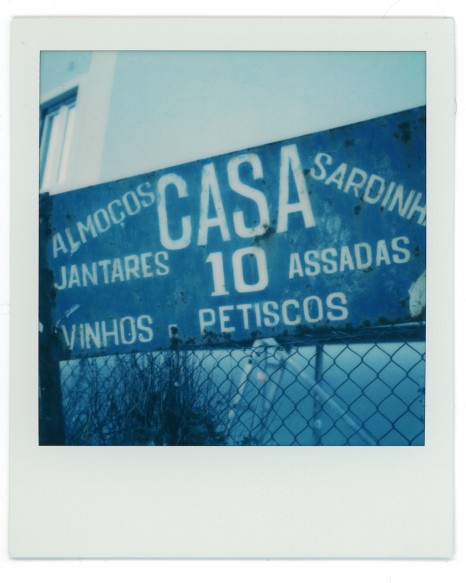 ALMOÇOS CASA SARDINH
JANTARES 10 ASSADAS
VINHOS E PETISCOS